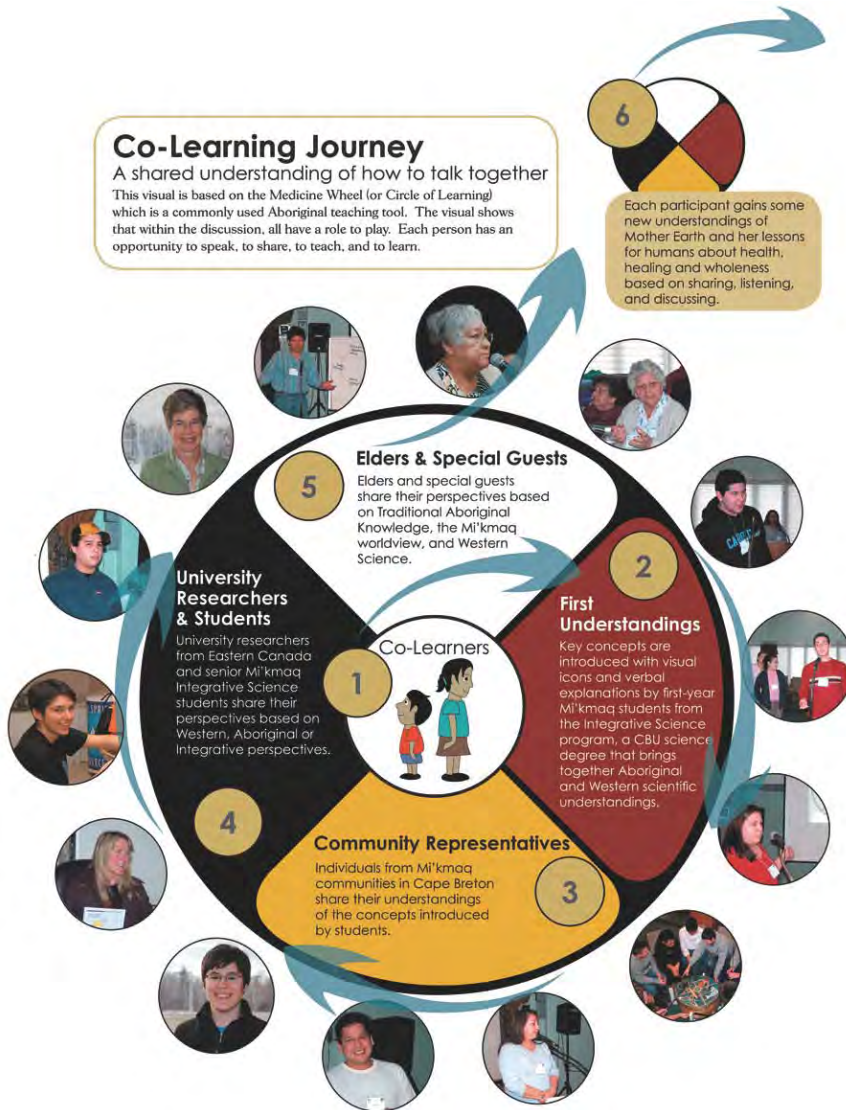 Co-Learning Journey
A shared understanding of how to talk together
This visual is based on the Medicine Wheel (or Circle of Learning)
which is a commonly used Aboriginal teaching tool. The visual shows
that within the discussion, all have a role to play. Each person has an
opportunity to speak, to share, to teach, and to learn.
6
Each participant gains some
new understandings of
Mother Earth and her lessons
for humans about health,
healing and wholeness
based on sharing, listening,
and discussing.
5
Elders & Special Guests
Elders and special guests
share their perspectives based
on Traditional Aboriginal
Knowledge, the Mi'kmaq
worldview, and Western
Science.
1
Co-Learners
2
First
Understandings
Key concepts are
introduced with visual
icons and verbal
explanations by first-year
Mi'kmaq students from
the Integrative Science
program, a CBU science
degree that brings
together Aboriginal
and Western scientific
understandings.
Community Representatives
Individuals from Mi'kmaq
communities in Cape Breton
share their understandings
of the concepts introduced
by students.
3
University
Researchers
& Students
University researchers
from Eastern Canada
and senior Mi'kmaq
Integrative Science
students share their
perspectives based on
Western, Aboriginal or
Integrative perspectives.
4